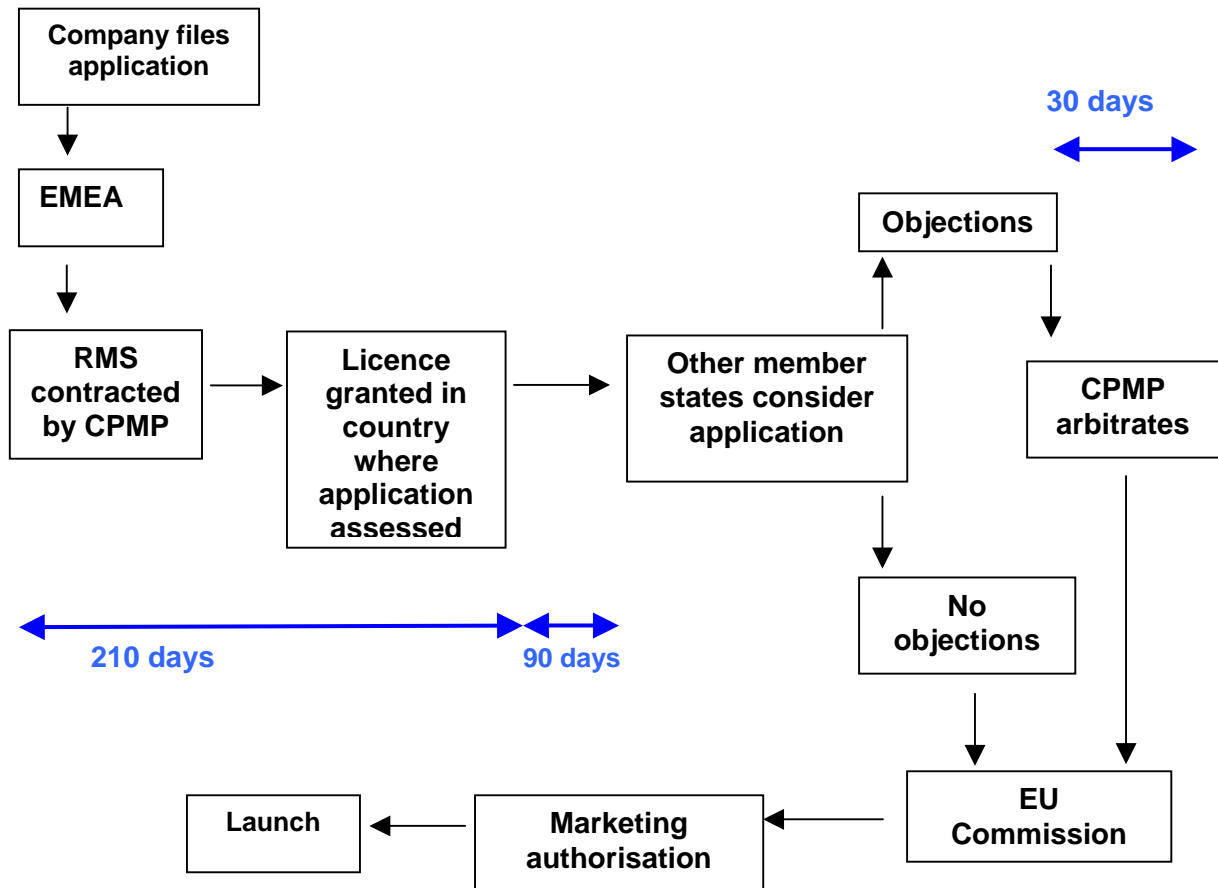 Company files
application
30 days
EMEA
Objections
RMS
contracted
by CPMP
Licence
granted in
country
where
application
assessed
Other member
states consider
application
CPMP
arbitrates
No
objections
210 days
90 days
Launch
Marketing
authorisation
EU
Commission